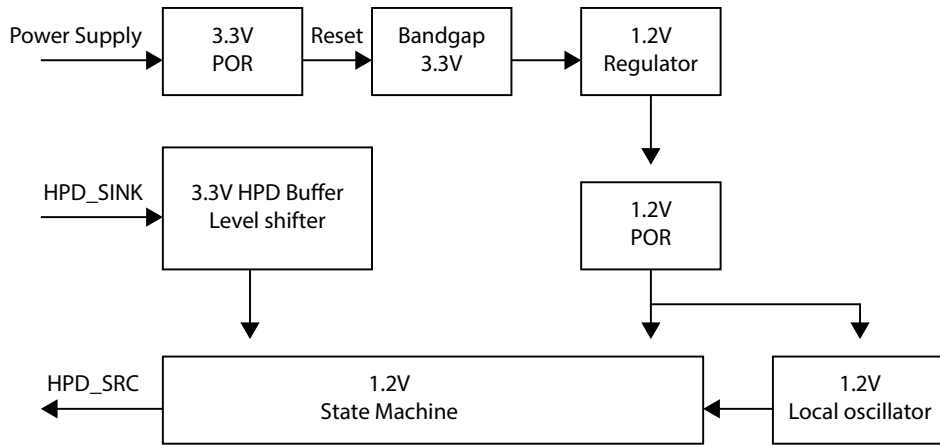 Power Supply
3.3V
POR
Reset
Bandgap
3.3V
1.2V
Regulator
HPD_SINK
3.3V HPD Buffer
Level shifter
1.2V
POR
HPD_SRC
1.2V
State Machine
1.2V
Local oscillator